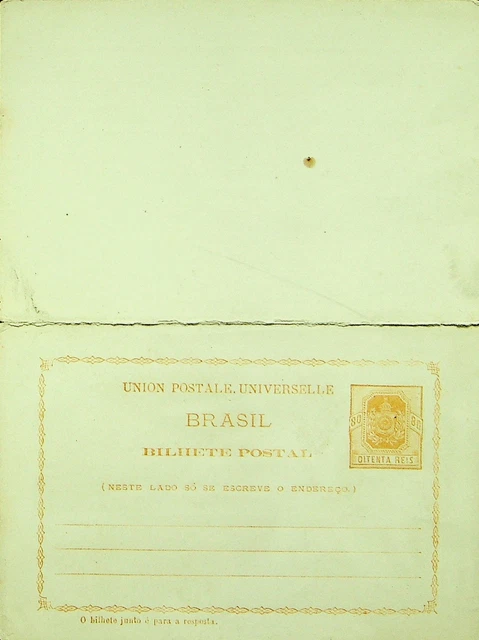 UNION POSTALE UNIVERSELLE
BRASIL
BILHETE POSTAL
80 80
OITENTA REIS
(NESTE LADO SÓ SE ESCREVE O ENDEREÇO.)
O bilhete junto é para a resposta.